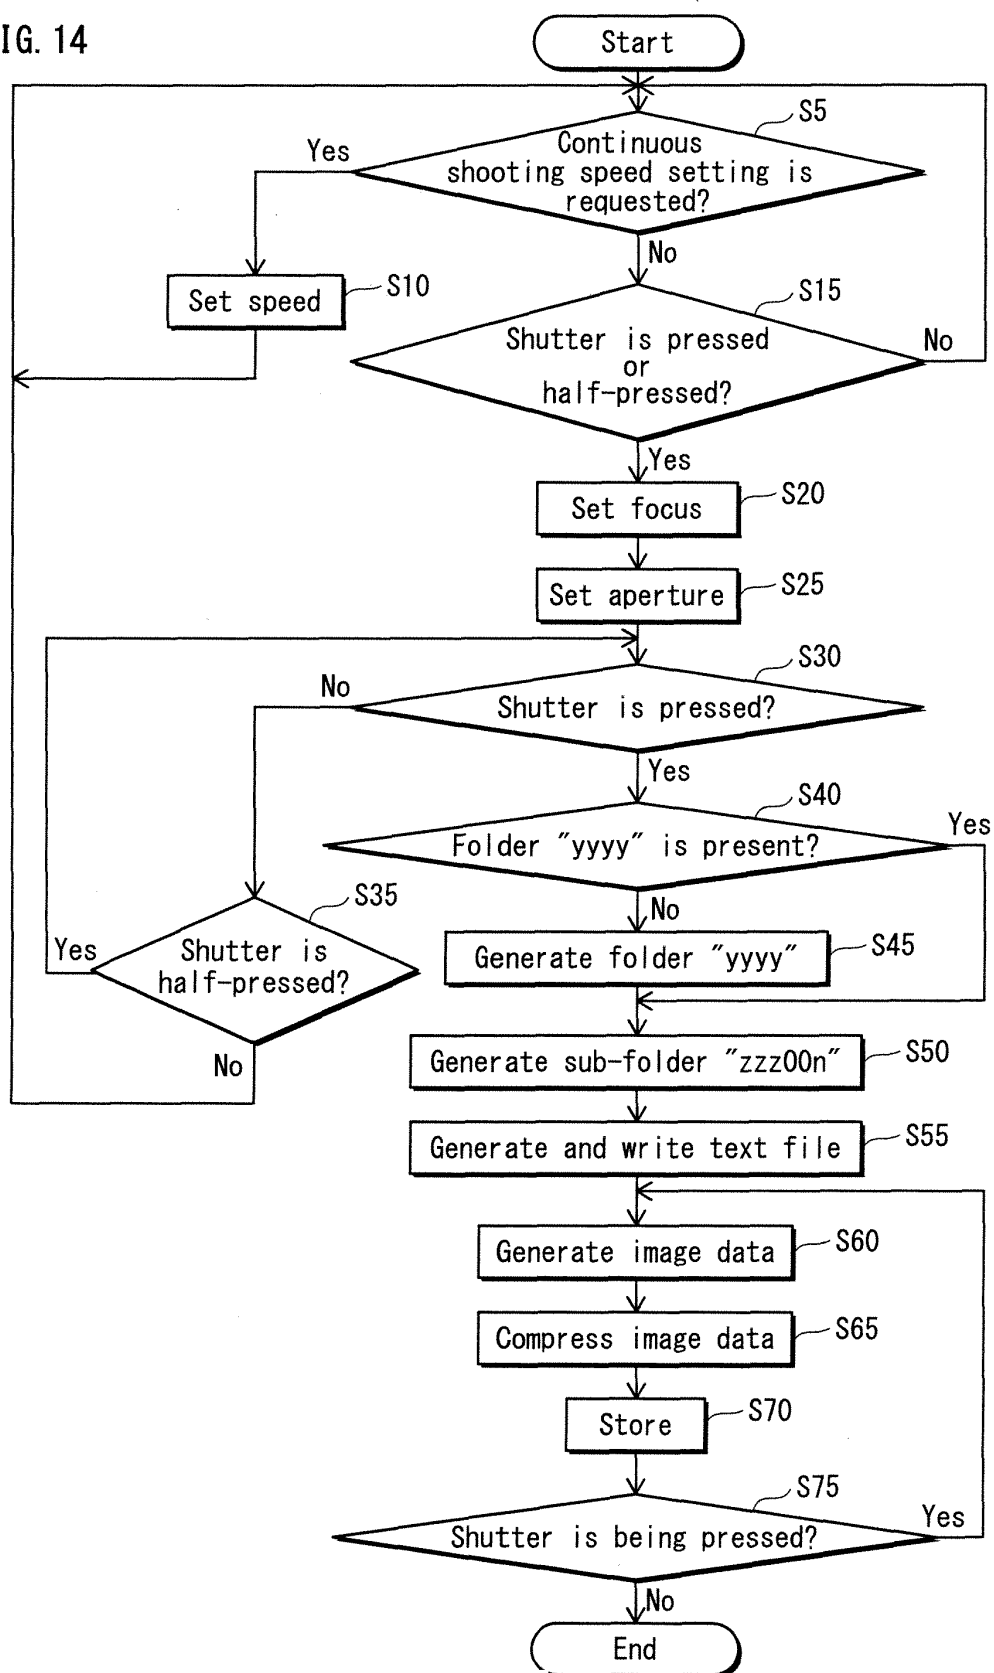 IG. 14
Start
S5
Continuous
shooting speed setting is
requested?
Yes
No
Set speed
S10
S15
Shutter is pressed
or
half-pressed?
No
Yes
Set focus
S20
Set aperture
S25
S30
Shutter is pressed?
No
Yes
S40
Folder "yyyy" is present?
Yes
No
S35
Shutter is
half-pressed?
Yes
No
Generate folder "yyyy"
S45
Generate sub-folder "zzz00n"
S50
Generate and write text file
S55
Generate image data
S60
Compress image data
S65
Store
S70
S75
Shutter is being pressed?
Yes
No
End